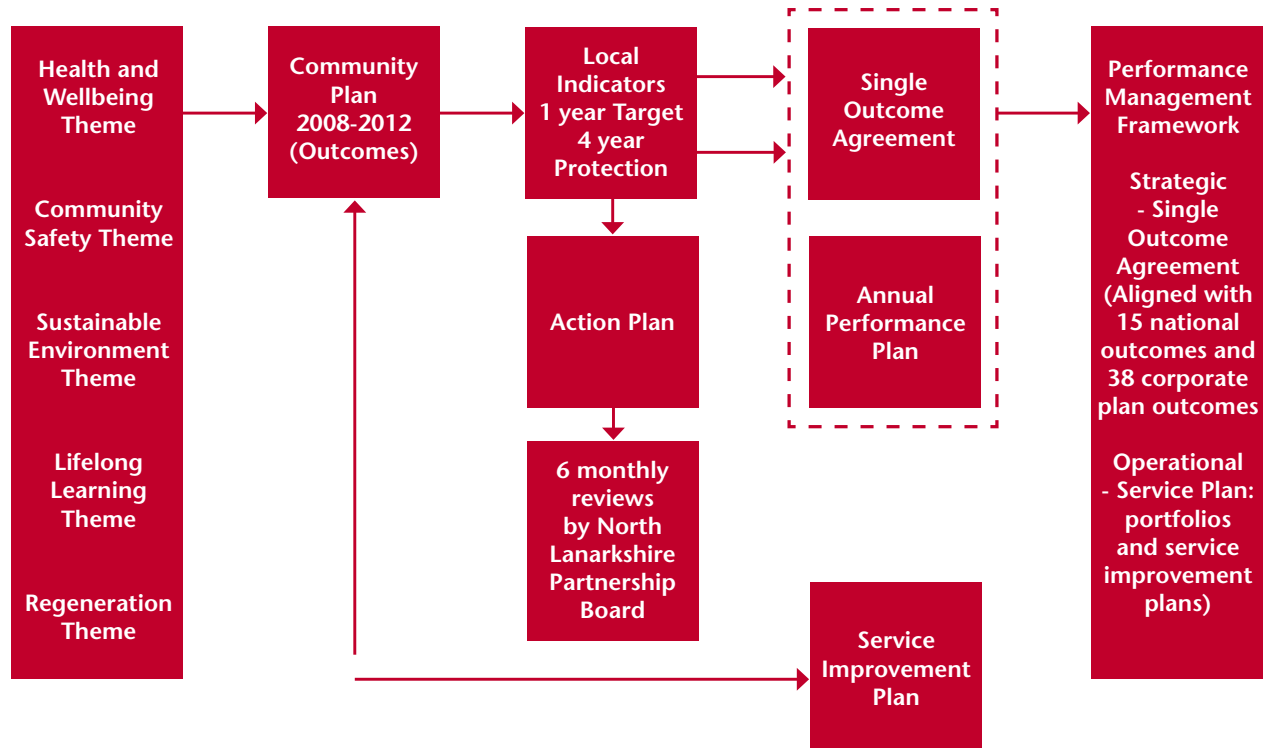 Health and
Wellbeing
Theme
Community
Safety Theme
Sustainable
Environment
Theme
Lifelong
Learning
Theme
Regeneration
Theme
Community
Plan
2008-2012
(Outcomes)
Local
Indicators
1 year Target
4 year
Protection
Action Plan
6 monthly
reviews
by North
Lanarkshire
Partnership
Board
Single
Outcome
Agreement
Annual
Performance
Plan
Service
Improvement
Plan
Performance
Management
Framework
Strategic
- Single
Outcome
Agreement
(Aligned with
15 national
outcomes and
38 corporate
plan outcomes
Operational
- Service Plan:
portfolios
and service
improvement
plans)